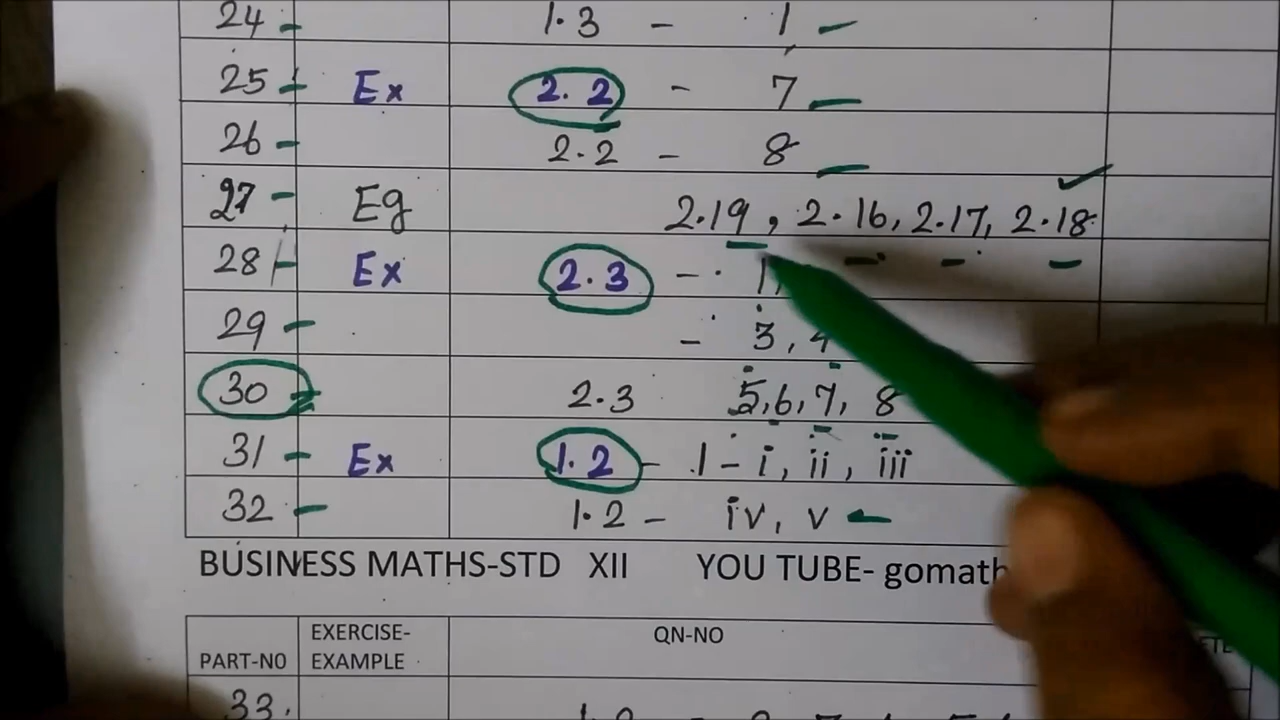 24 1.3 - 1
25 Ex 2.2 - 7
26 2.2 - 8
27 Eg 2.19, 2.16, 2.17, 2.18
28 Ex 2.3 - 1,
29 - 3, 4
30 2.3 5, 6, 7, 8
31 Ex 1.2 - 1 - i, ii, iii
32 1.2 - iv, v
BUSINESS MATHS-STD XII YOU TUBE- gomath
PART-NO EXERCISE-EXAMPLE QN-NO
33.